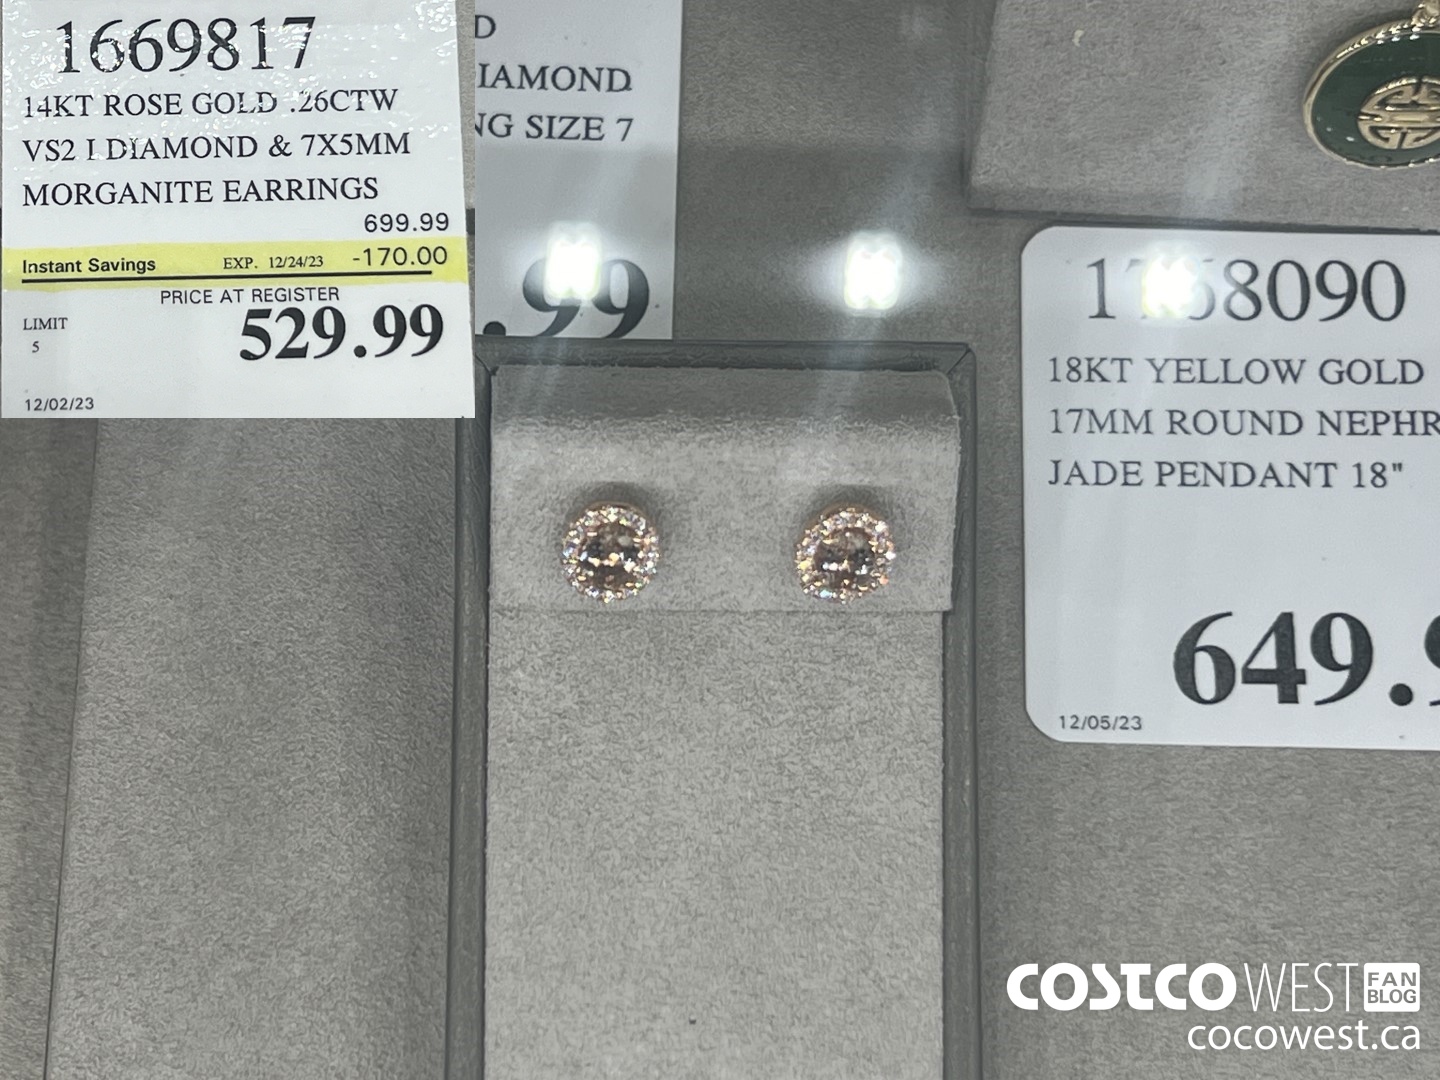 1669817
14KT ROSE GOLD .26CTW
VS2 I DIAMOND & 7X5MM
MORGANITE EARRINGS
699.99
Instant Savings EXP. 12/24/23 -170.00
PRICE AT REGISTER
LIMIT
5
529.99
12/02/23
D
IAMOND
NG SIZE 7
.99
8090
18KT YELLOW GOLD
17MM ROUND NEPHR
JADE PENDANT 18"
649.9
12/05/23
COSTCO WEST FAN BLOG
cocowest.ca